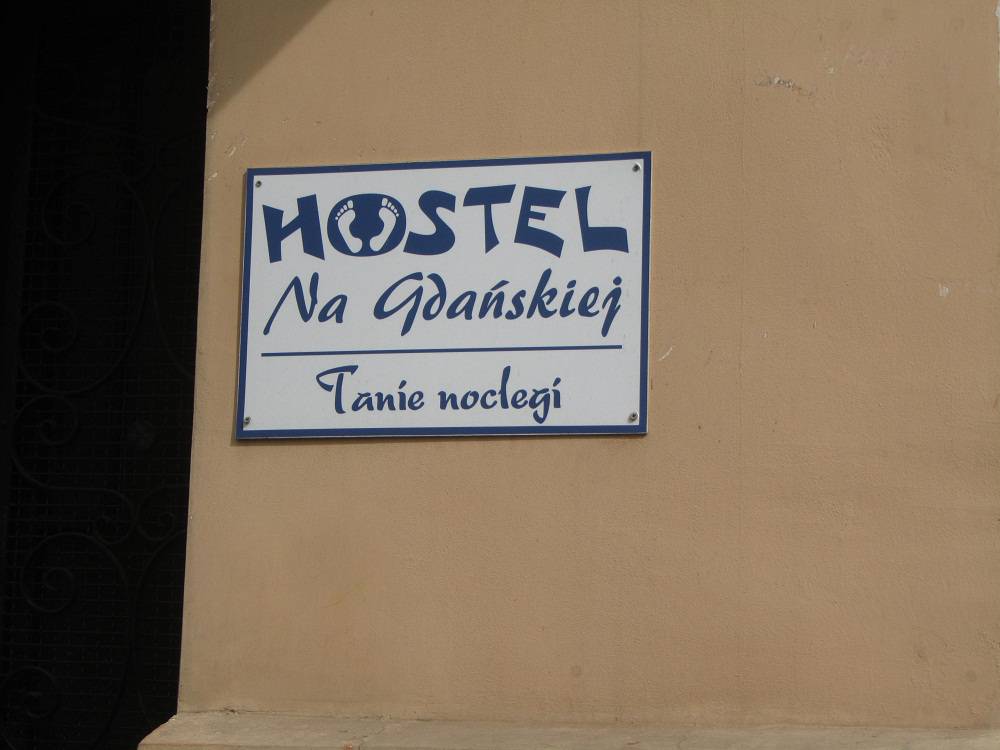 HOSTEL
Na Gdańskiej
Tanie noclegi